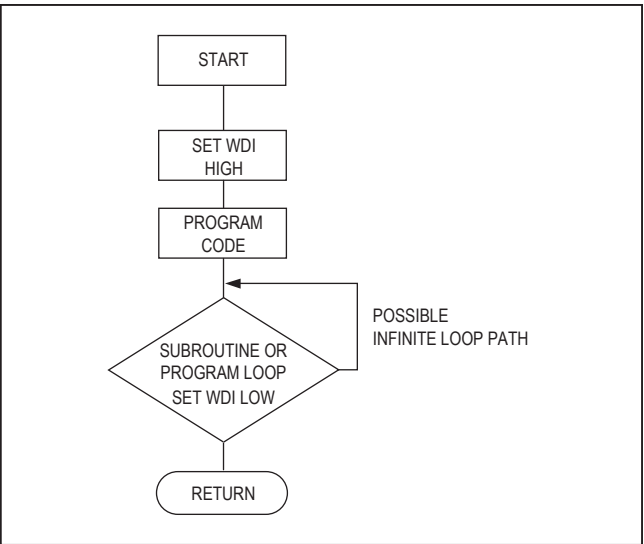 START
SET WDI
HIGH
PROGRAM
CODE
POSSIBLE
INFINITE LOOP PATH
SUBROUTINE OR
PROGRAM LOOP
SET WDI LOW
RETURN